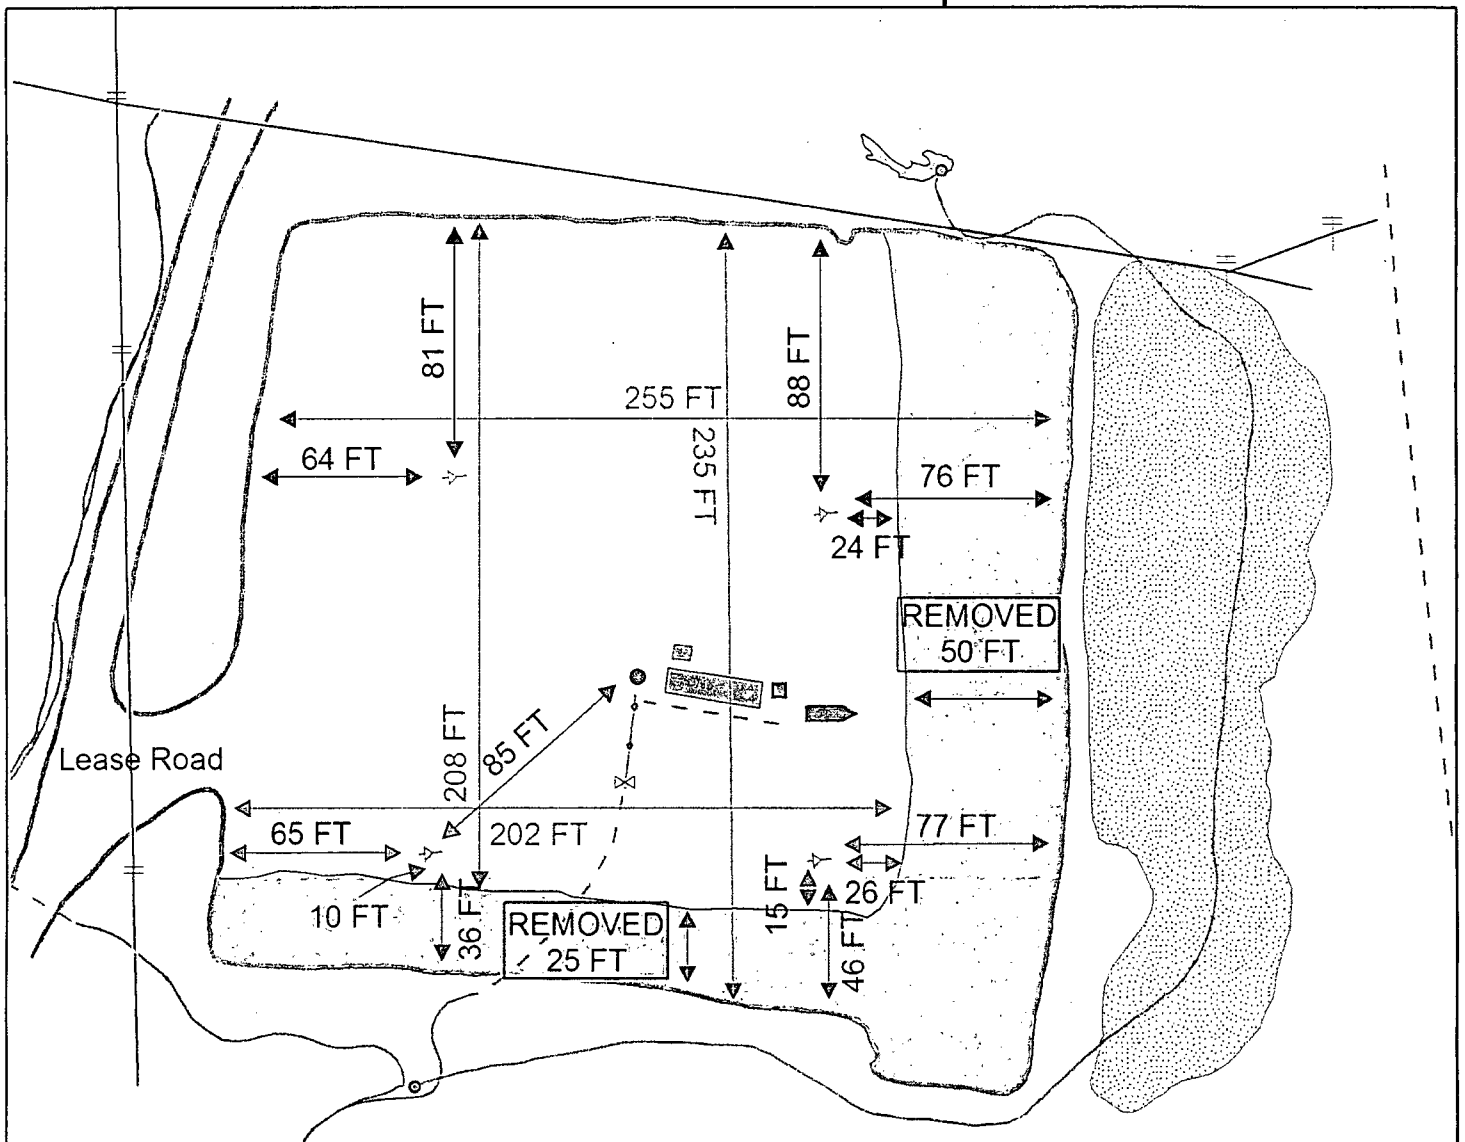 81 FT
88 FT
255 FT
235 FT
64 FT
76 FT
24 FT
REMOVED
50 FT
85 FT
208 FT
Lease Road
202 FT
65 FT
77 FT
15 FT
26 FT
10 FT
36 FT
REMOVED
25 FT
46 FT